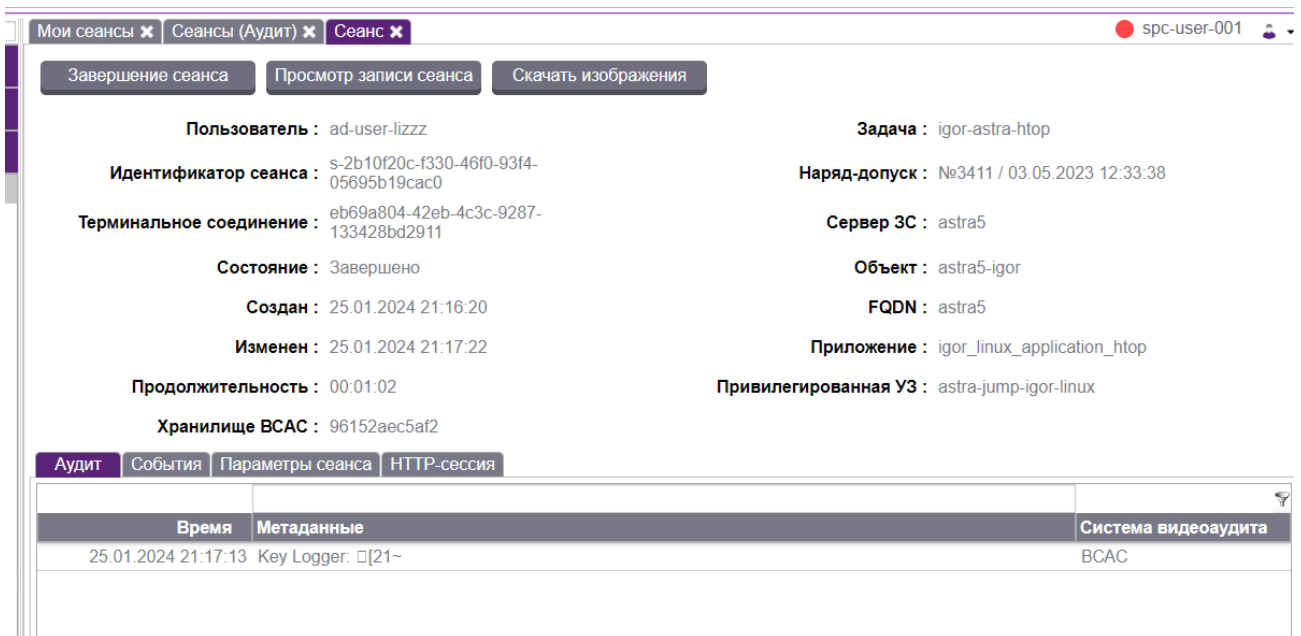 Мои сеансы ✖ Сеансы (Аудит) ✖ Сеанс ✖ spc-user-001
Завершение сеанса Просмотр записи сеанса Скачать изображения
Пользователь : ad-user-lizzz Задача : igor-astra-htop
Идентификатор сеанса : s-2b10f20c-f330-46f0-93f4-
05695b19cac0 Наряд-допуск : №3411 / 03.05.2023 12:33:38
Терминальное соединение : eb69a804-42eb-4c3c-9287-
133428bd2911 Сервер ЗС : astra5
Состояние : Завершено Объект : astra5-igor
Создан : 25.01.2024 21:16:20 FQDN : astra5
Изменен : 25.01.2024 21:17:22 Приложение : igor_linux_application_htop
Продолжительность : 00:01:02 Привилегированная УЗ : astra-jump-igor-linux
Хранилище ВСАС : 96152aec5af2
Аудит События Параметры сеанса HTTP-сессия
Время Метаданные Система видеоаудита
25.01.2024 21:17:13 Key Logger: □[21~ ВСАС